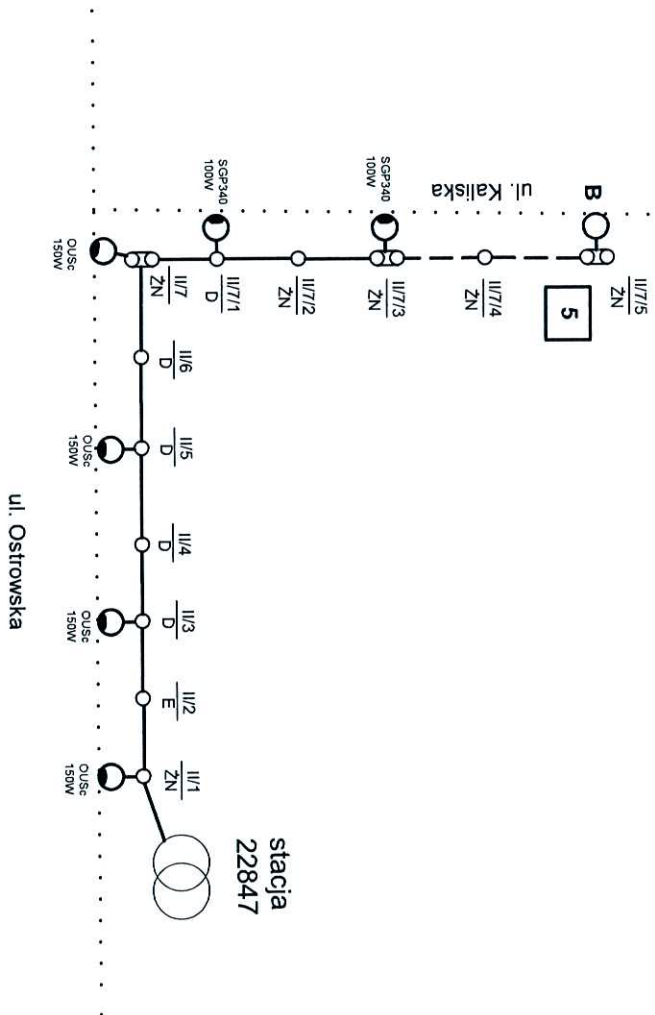 B
II/7/5
ŻN
5
II/7/4
ŻN
ul. Kaliska
SGP340
100W
II/7/3
ŻN
II/7/2
ŻN
SGP340
100W
II/7/1
D
II/7
ŻN
OUSc
150W
II/6
D
II/5
D
OUSc
150W
II/4
D
II/3
D
OUSc
150W
II/2
E
II/1
ŻN
OUSc
150W
stacja
22847
ul. Ostrowska